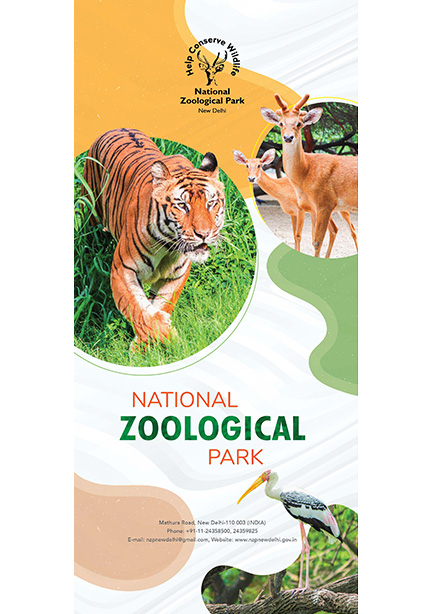 Help Conserve Wildlife
National
Zoological Park
New Delhi
NATIONAL
ZOOLOGICAL
PARK
Mathura Road, New Delhi-110 003 (INDIA)
Phone: +91-11-24358500, 24359825
E-mail: nzpnewdelhi@gmail.com, Website: www.nzpnewdelhi.gov.in